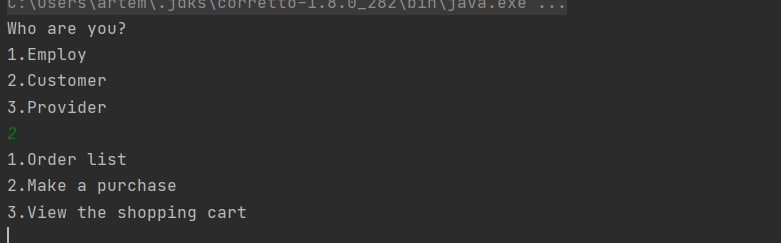 C:\Users\artem\.jdks\corretto-1.8.0_282\bin\java.exe ...
Who are you?
1.Employ
2.Customer
3.Provider
2
1.Order list
2.Make a purchase
3.View the shopping cart